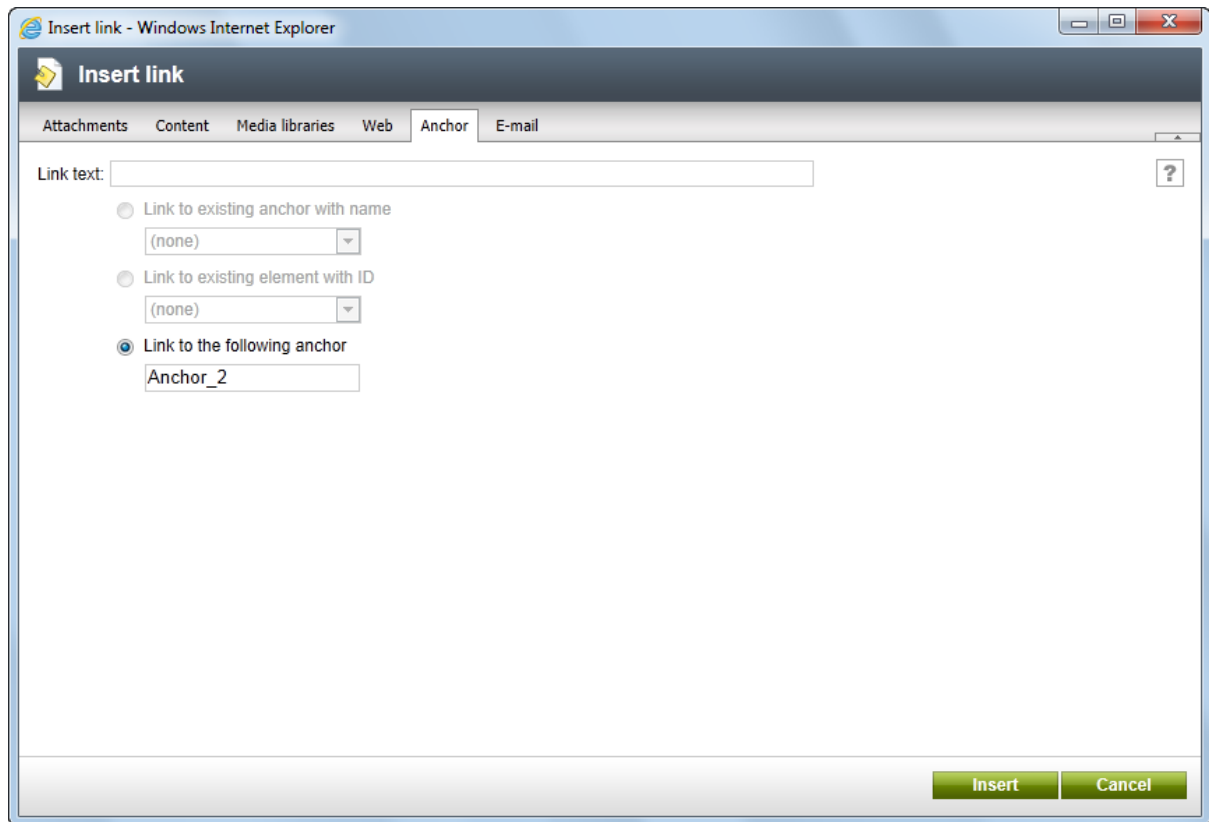 Insert link - Windows Internet Explorer
Insert link
Attachments Content Media libraries Web Anchor E-mail
Link text:
?
Link to existing anchor with name
(none)
Link to existing element with ID
(none)
Link to the following anchor
Anchor_2
Insert Cancel